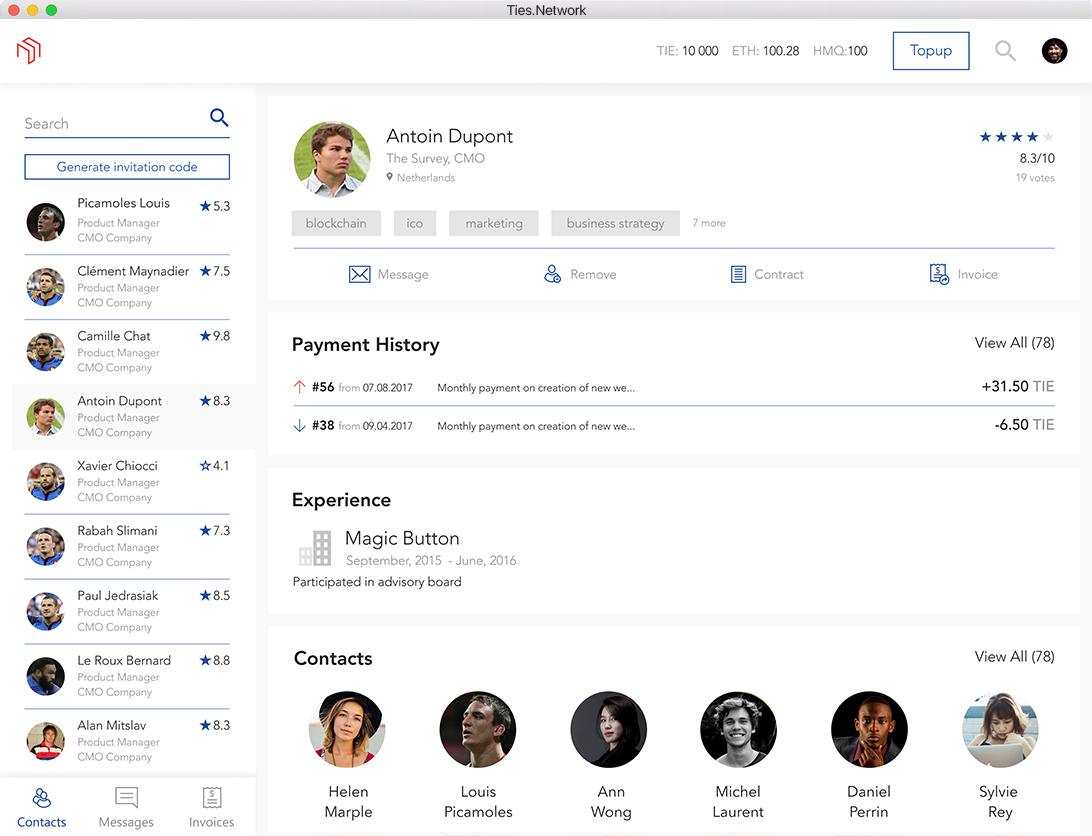 Ties.Network
TIE: 10 000 ETH: 100.28 HMQ:100 Topup
Search
Generate invitation code
Picamoles Louis 5.3
Product Manager
CMO Company
Clément Maynadier 7.5
Product Manager
CMO Company
Camille Chat 9.8
Product Manager
CMO Company
Antoin Dupont 8.3
Product Manager
CMO Company
Xavier Chiocci 4.1
Product Manager
CMO Company
Rabah Slimani 7.3
Product Manager
CMO Company
Paul Jedrasiak 8.5
Product Manager
CMO Company
Le Roux Bernard 8.8
Product Manager
CMO Company
Alan Mitslav 8.3
Product Manager
CMO Company
Contacts Messages Invoices
Antoin Dupont
The Survey, CMO
Netherlands
8.3/10
19 votes
blockchain ico marketing business strategy 7 more
Message Remove Contract Invoice
Payment History View All (78)
#56 from 07.08.2017 Monthly payment on creation of new we... +31.50 TIE
#38 from 09.04.2017 Monthly payment on creation of new we... -6.50 TIE
Experience
Magic Button
September, 2015 - June, 2016
Participated in advisory board
Contacts View All (78)
Helen Louis Ann Michel Daniel Sylvie
Marple Picamoles Wong Laurent Perrin Rey